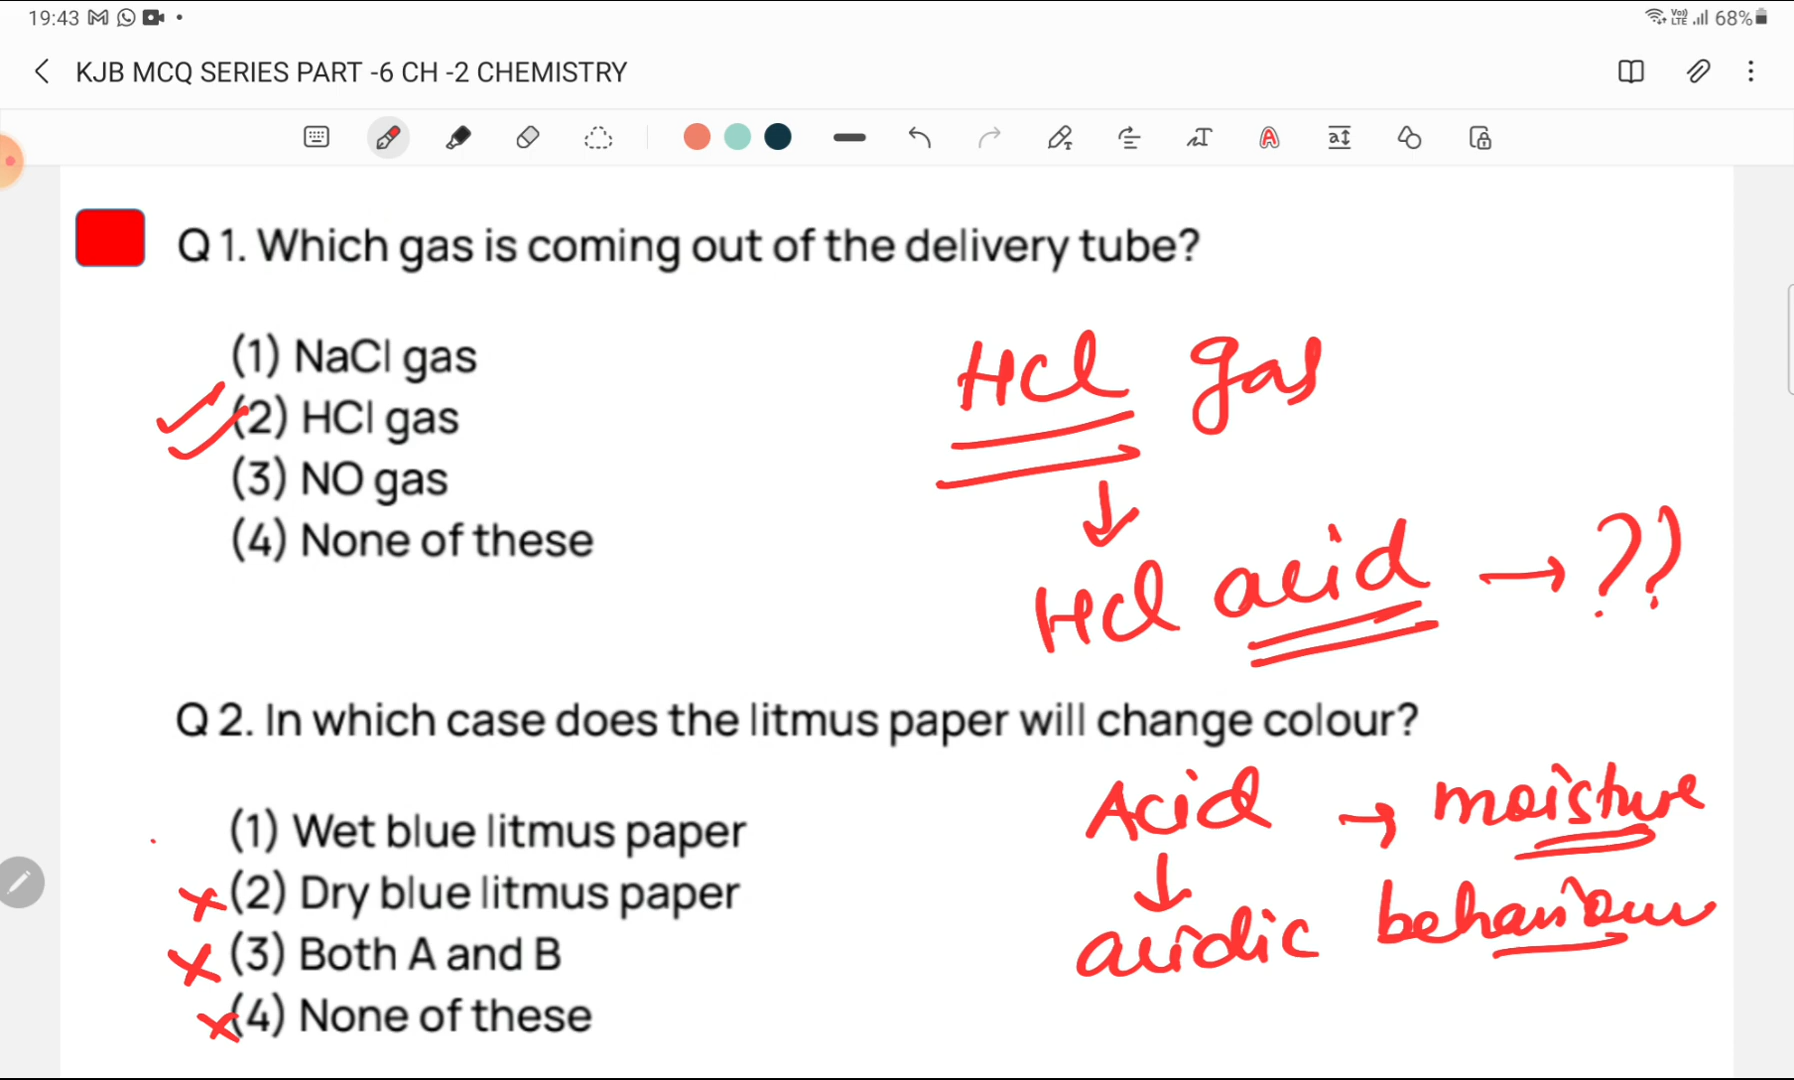 19:43
Vo)) LTE 68%
KJB MCQ SERIES PART -6 CH -2 CHEMISTRY
Q 1. Which gas is coming out of the delivery tube?
(1) NaCl gas
(2) HCl gas
(3) NO gas
(4) None of these
HCl gas
HCl acid → ??
Q 2. In which case does the litmus paper will change colour?
(1) Wet blue litmus paper
(2) Dry blue litmus paper
(3) Both A and B
(4) None of these
Acid → moisture
acidic behaviour